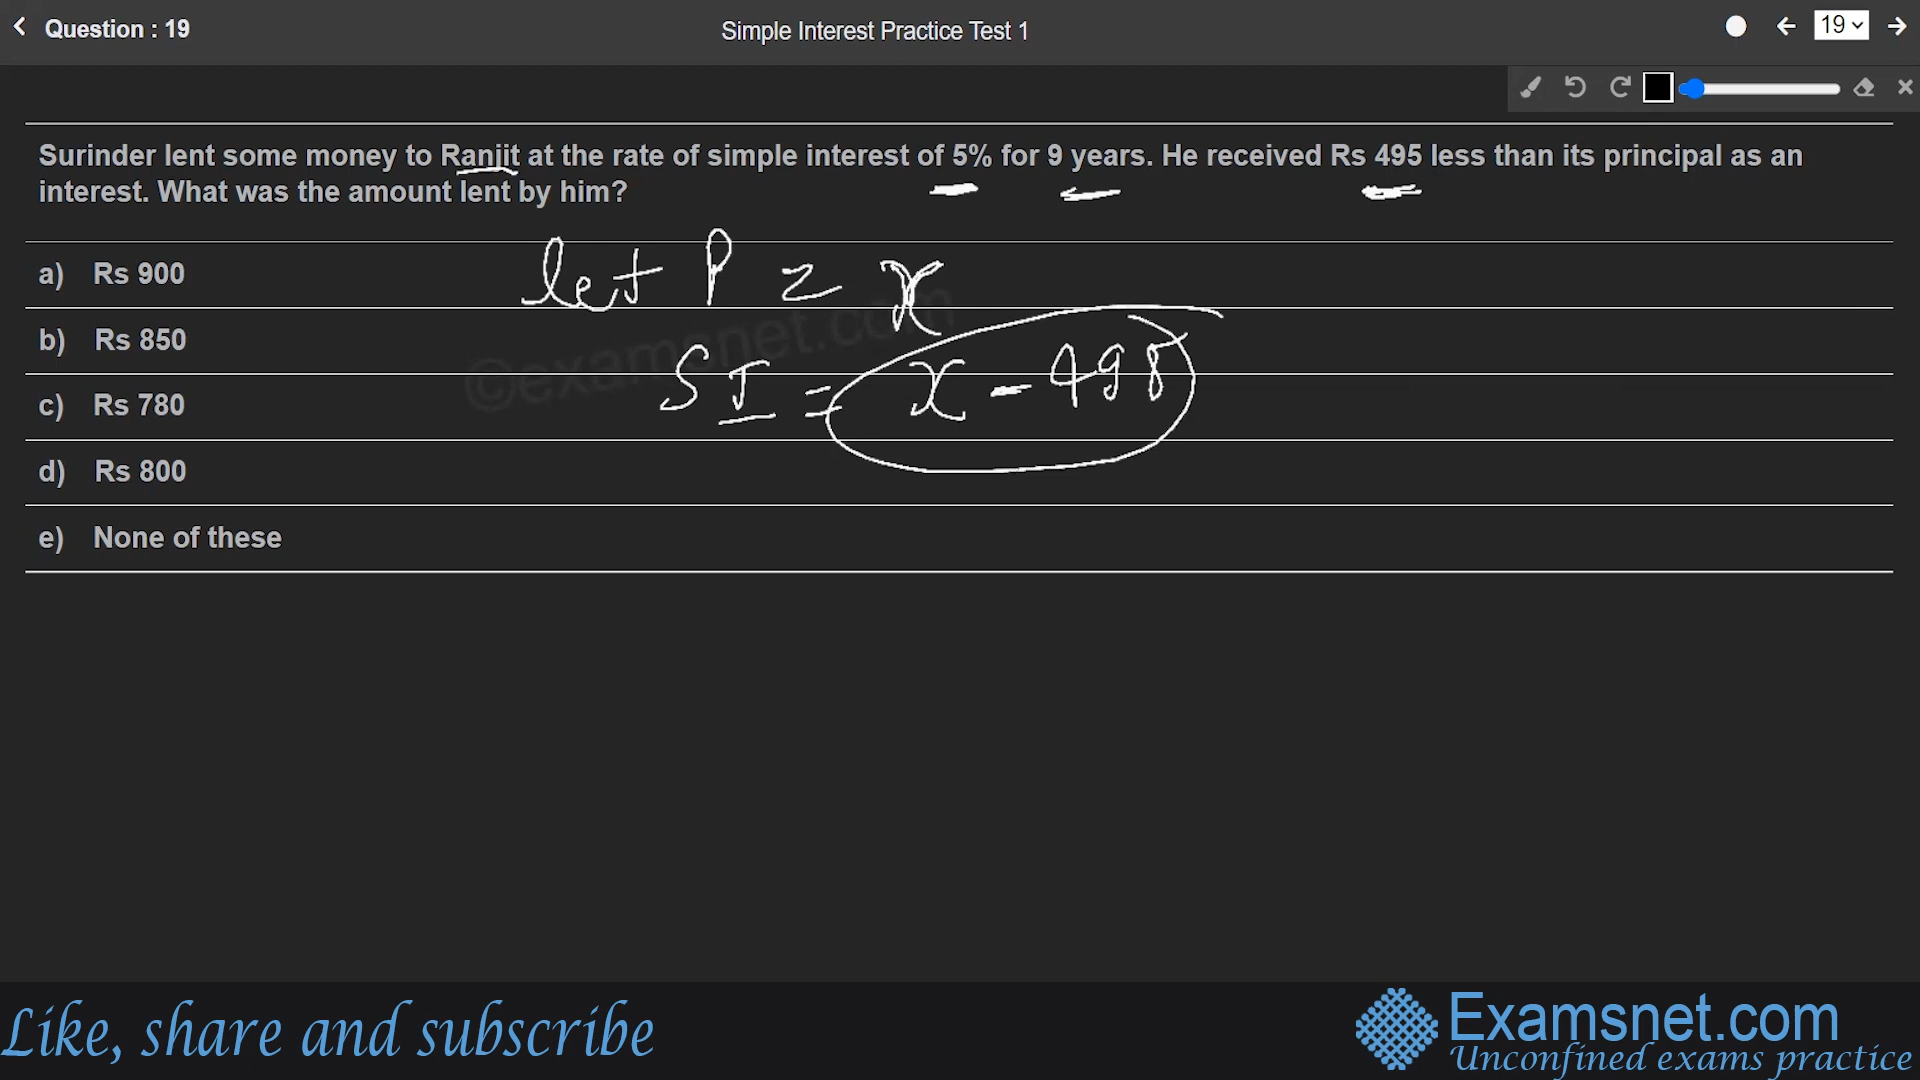 Question : 19
Simple Interest Practice Test 1
19
Surinder lent some money to Ranjit at the rate of simple interest of 5% for 9 years. He received Rs 495 less than its principal as an
interest. What was the amount lent by him?
let P = x
a) Rs 900
b) Rs 850
SI = x - 495
c) Rs 780
d) Rs 800
e) None of these
©examsnet.com
Like, share and subscribe
Examsnet.com
Unconfined exams practice